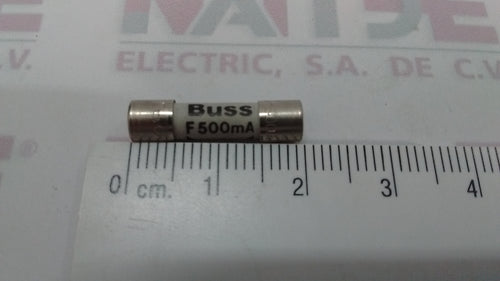 ELECTRIC, S.A. DE C.V.
.V.
Buss
F500mA
0 cm. 1 2 3 4